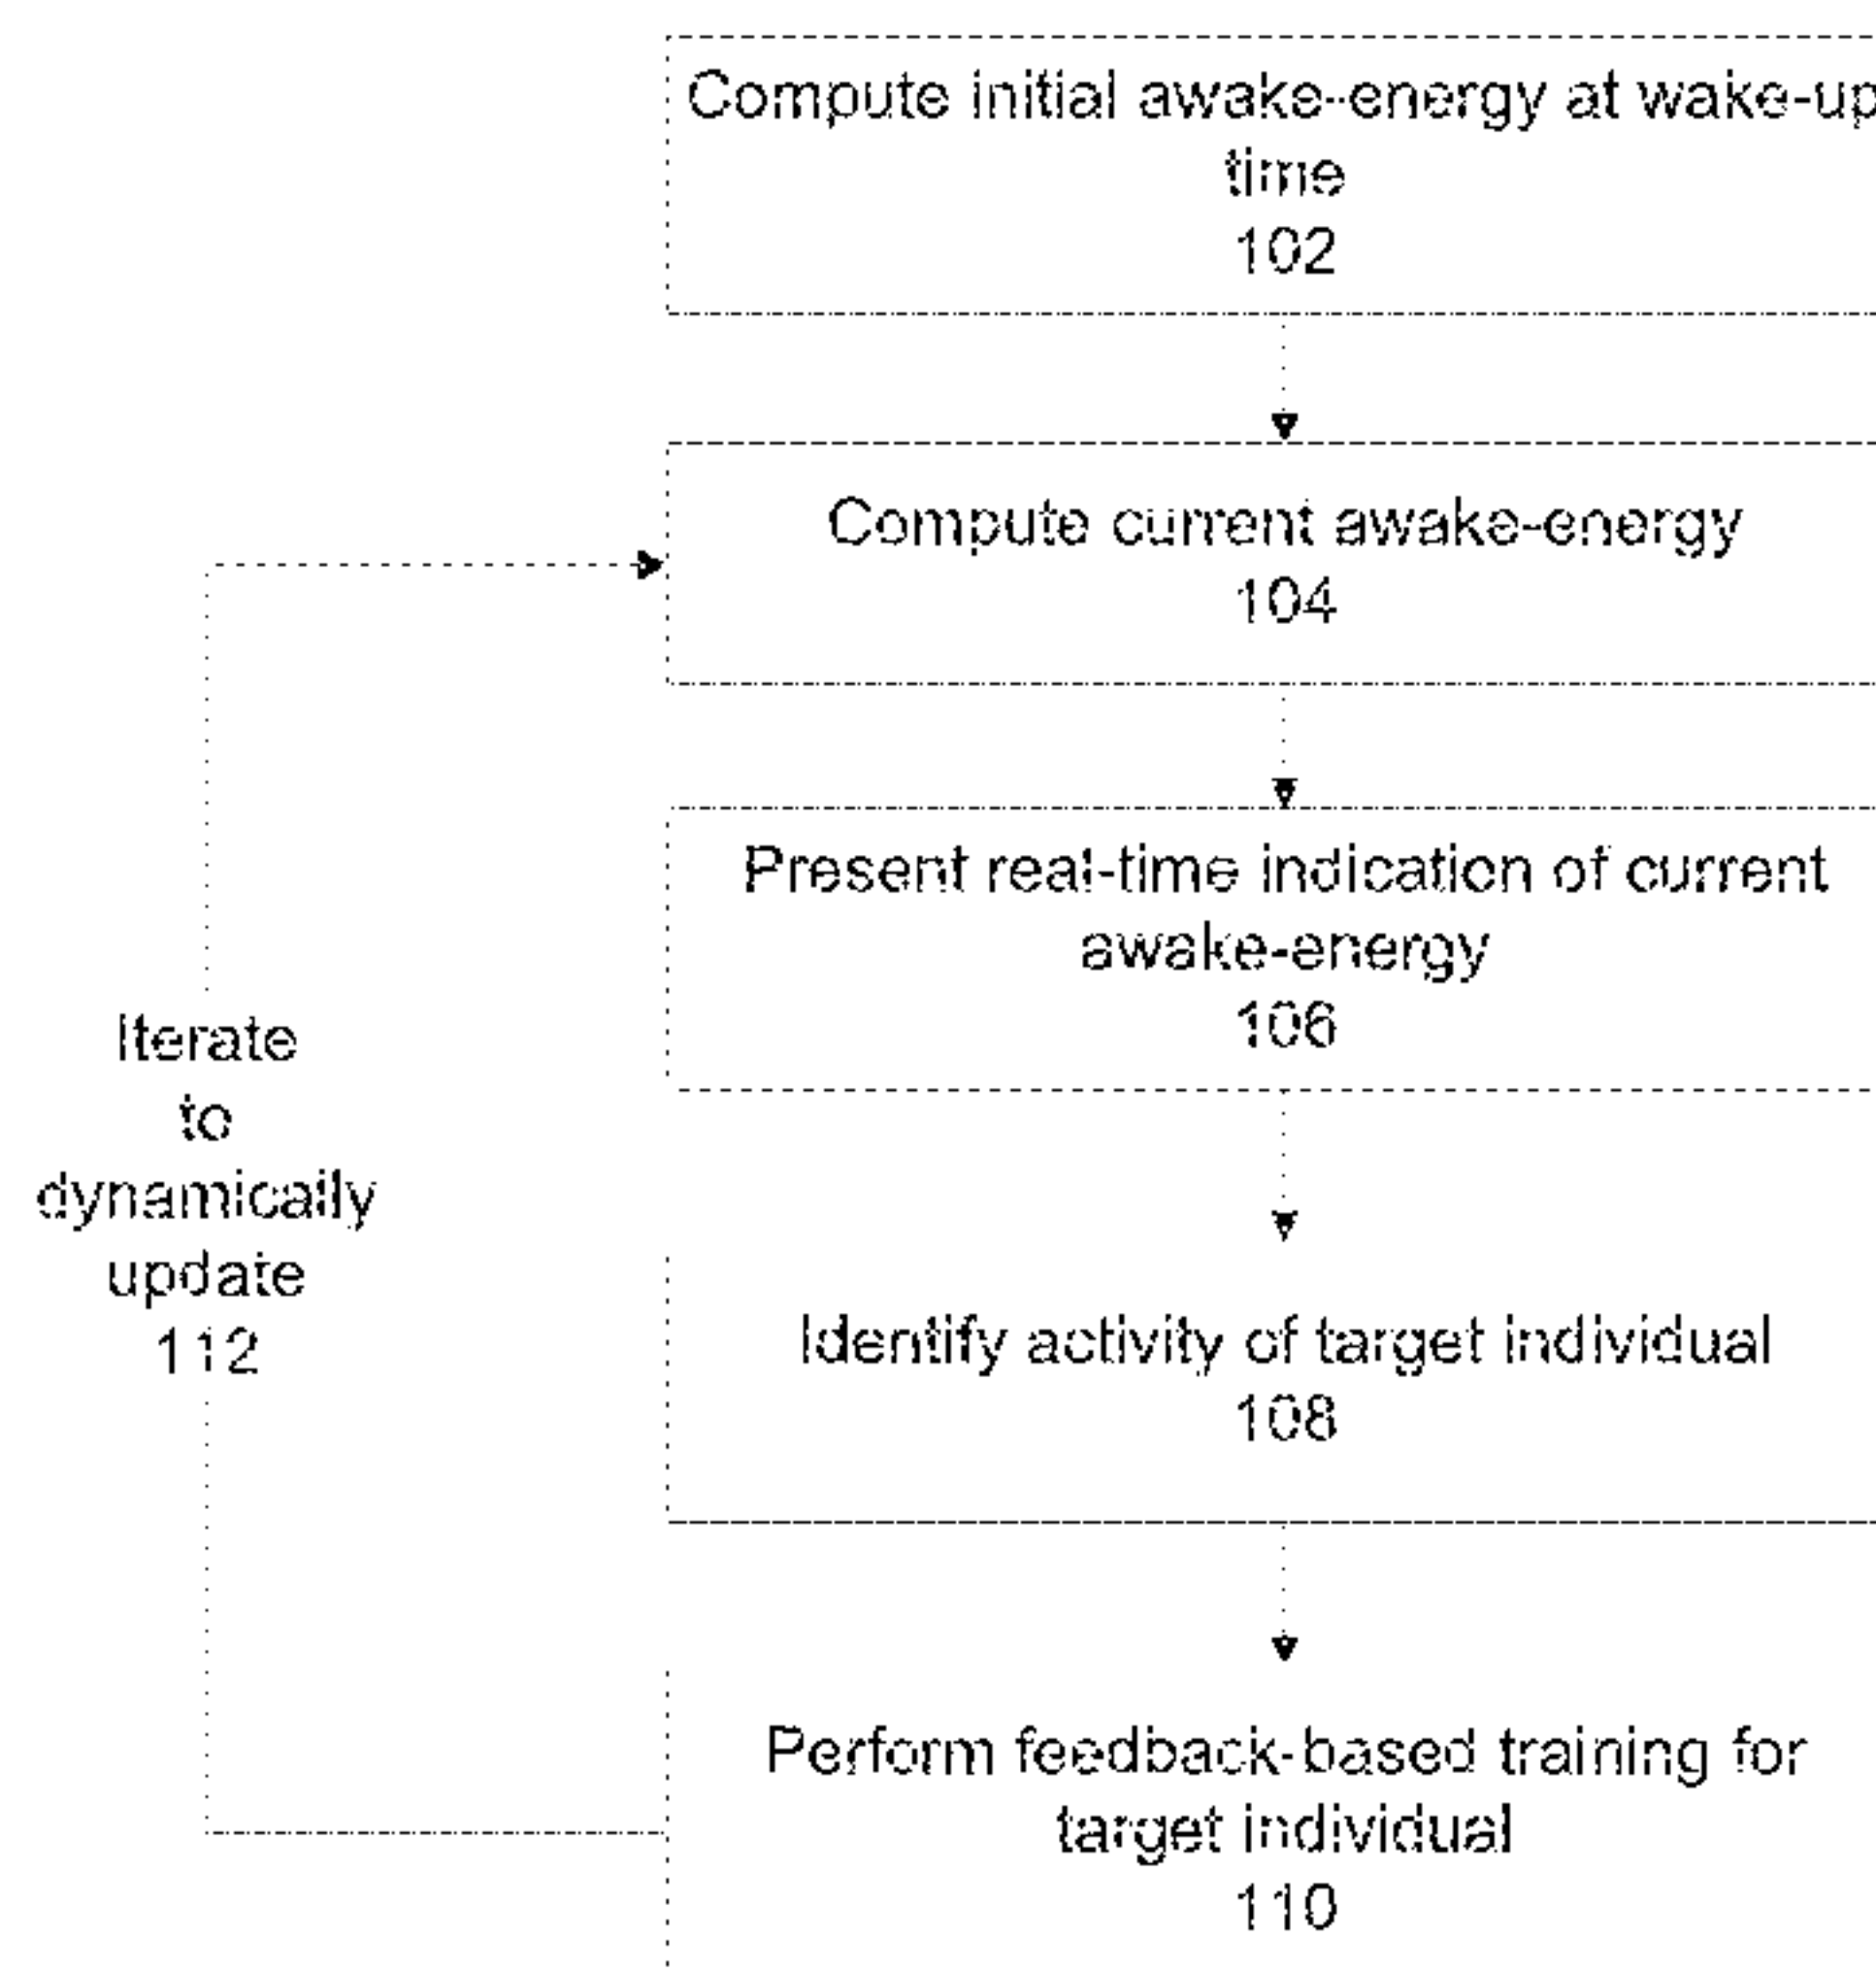 Compute initial awake-energy at wake-up
time
102
Compute current awake-energy
104
Present real-time indication of current
awake-energy
106
Iterate
to
dynamically
update
112
Identify activity of target individual
108
Perform feedback-based training for
target individual
110